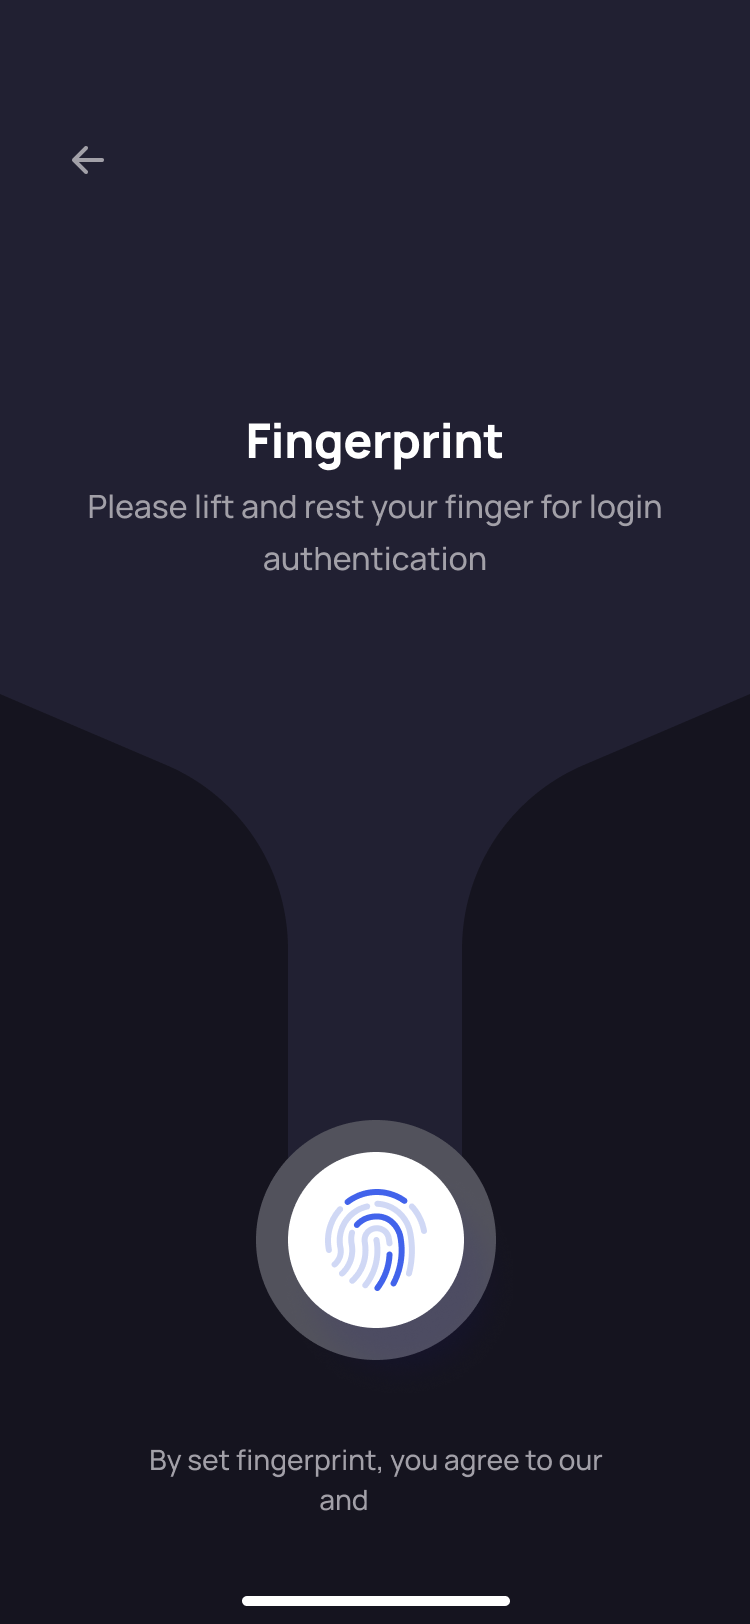 Fingerprint
Please lift and rest your finger for login
authentication
By set fingerprint, you agree to our
and